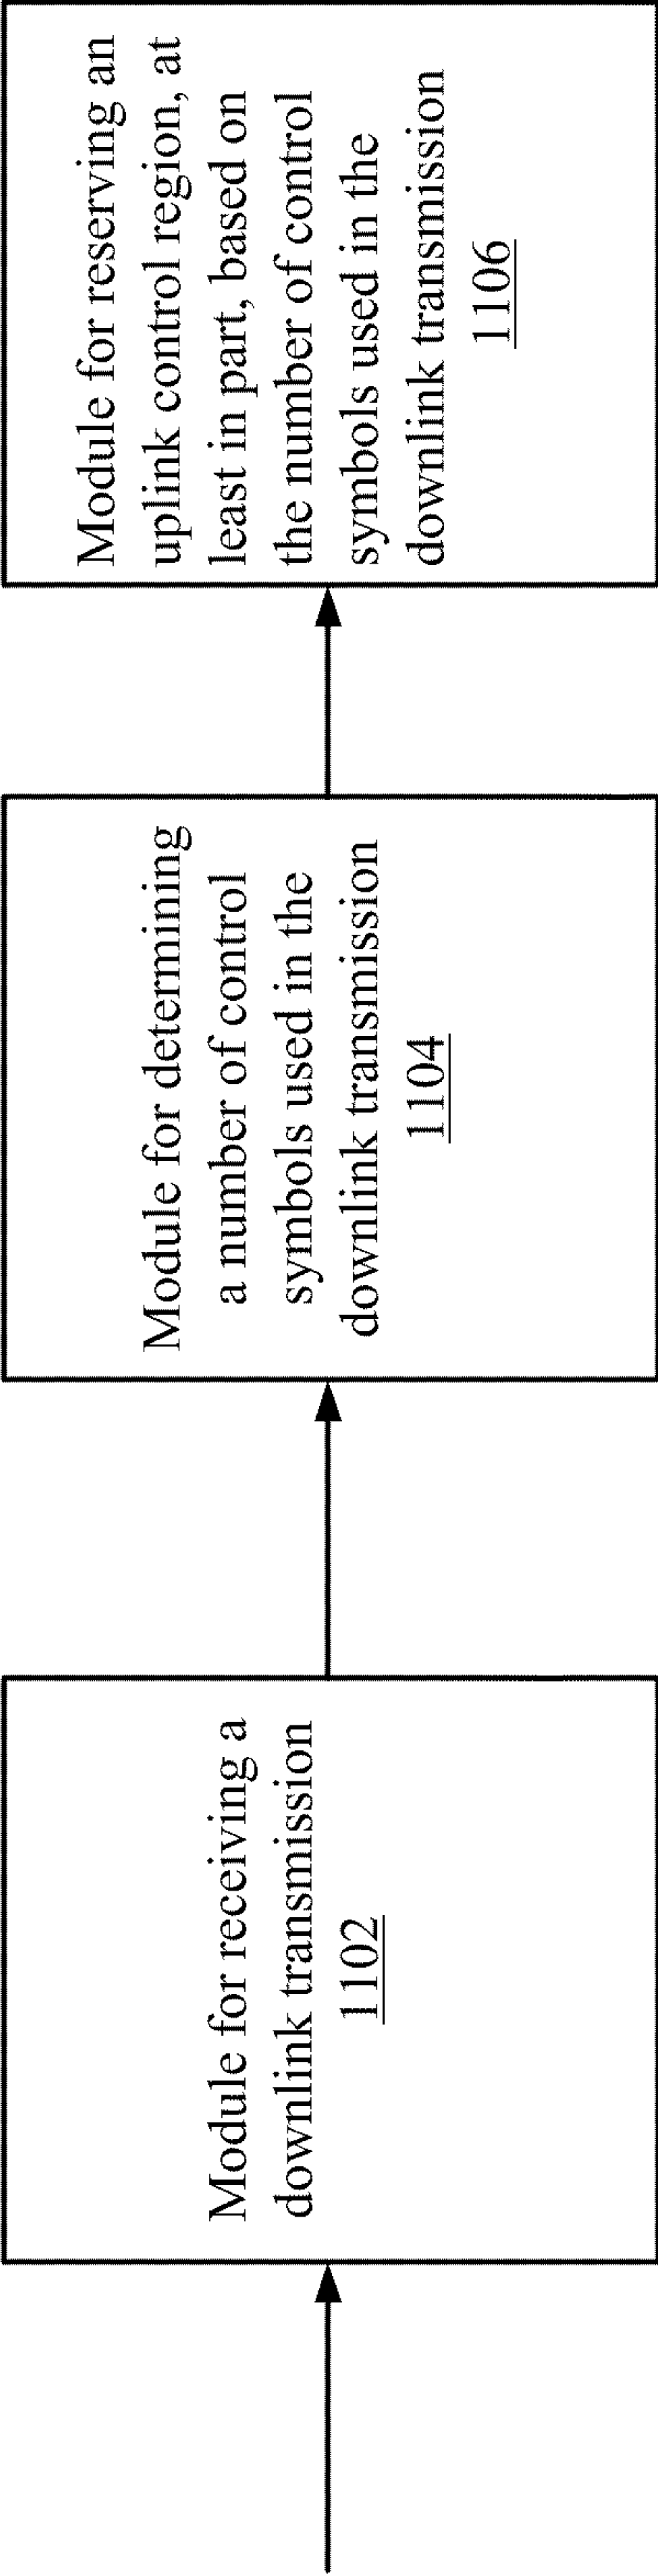 Module for receiving a
downlink transmission
1102
Module for determining
a number of control
symbols used in the
downlink transmission
1104
Module for reserving an
uplink control region, at
least in part, based on
the number of control
symbols used in the
downlink transmission
1106